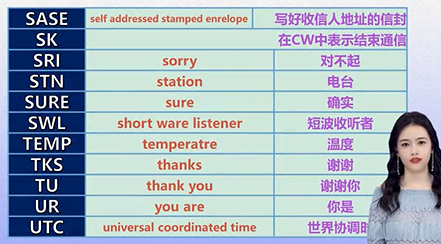 SASE self addressed stamped enrelope 写好收信人地址的信封
SK 在CW中表示结束通信
SRI sorry 对不起
STN station 电台
SURE sure 确实
SWL short ware listener 短波收听者
TEMP temperatre 温度
TKS thanks 谢谢
TU thank you 谢谢你
UR you are 你是
UTC universal coordinated time 世界协调时